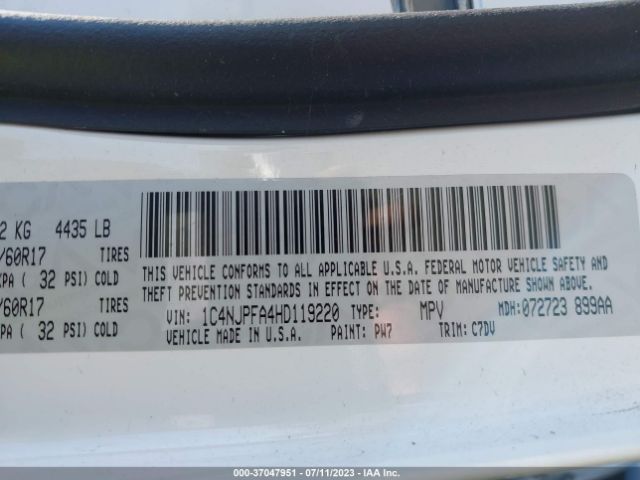 2 KG 4435 LB
/60R17 TIRES
KPA ( 32 PSI) COLD
/60R17 TIRES
PA ( 32 PSI) COLD
THIS VEHICLE CONFORMS TO ALL APPLICABLE U.S.A. FEDERAL MOTOR VEHICLE SAFETY AND
THEFT PREVENTION STANDARDS IN EFFECT ON THE DATE OF MANUFACTURE SHOWN ABOVE.
VIN: 1C4NJPFA4HD119220 TYPE: MPV MDH:072723 899AA
VEHICLE MADE IN U.S.A. PAINT: PW7 TRIM: C7DV
000-37047951 - 07/11/2023 - IAA Inc.